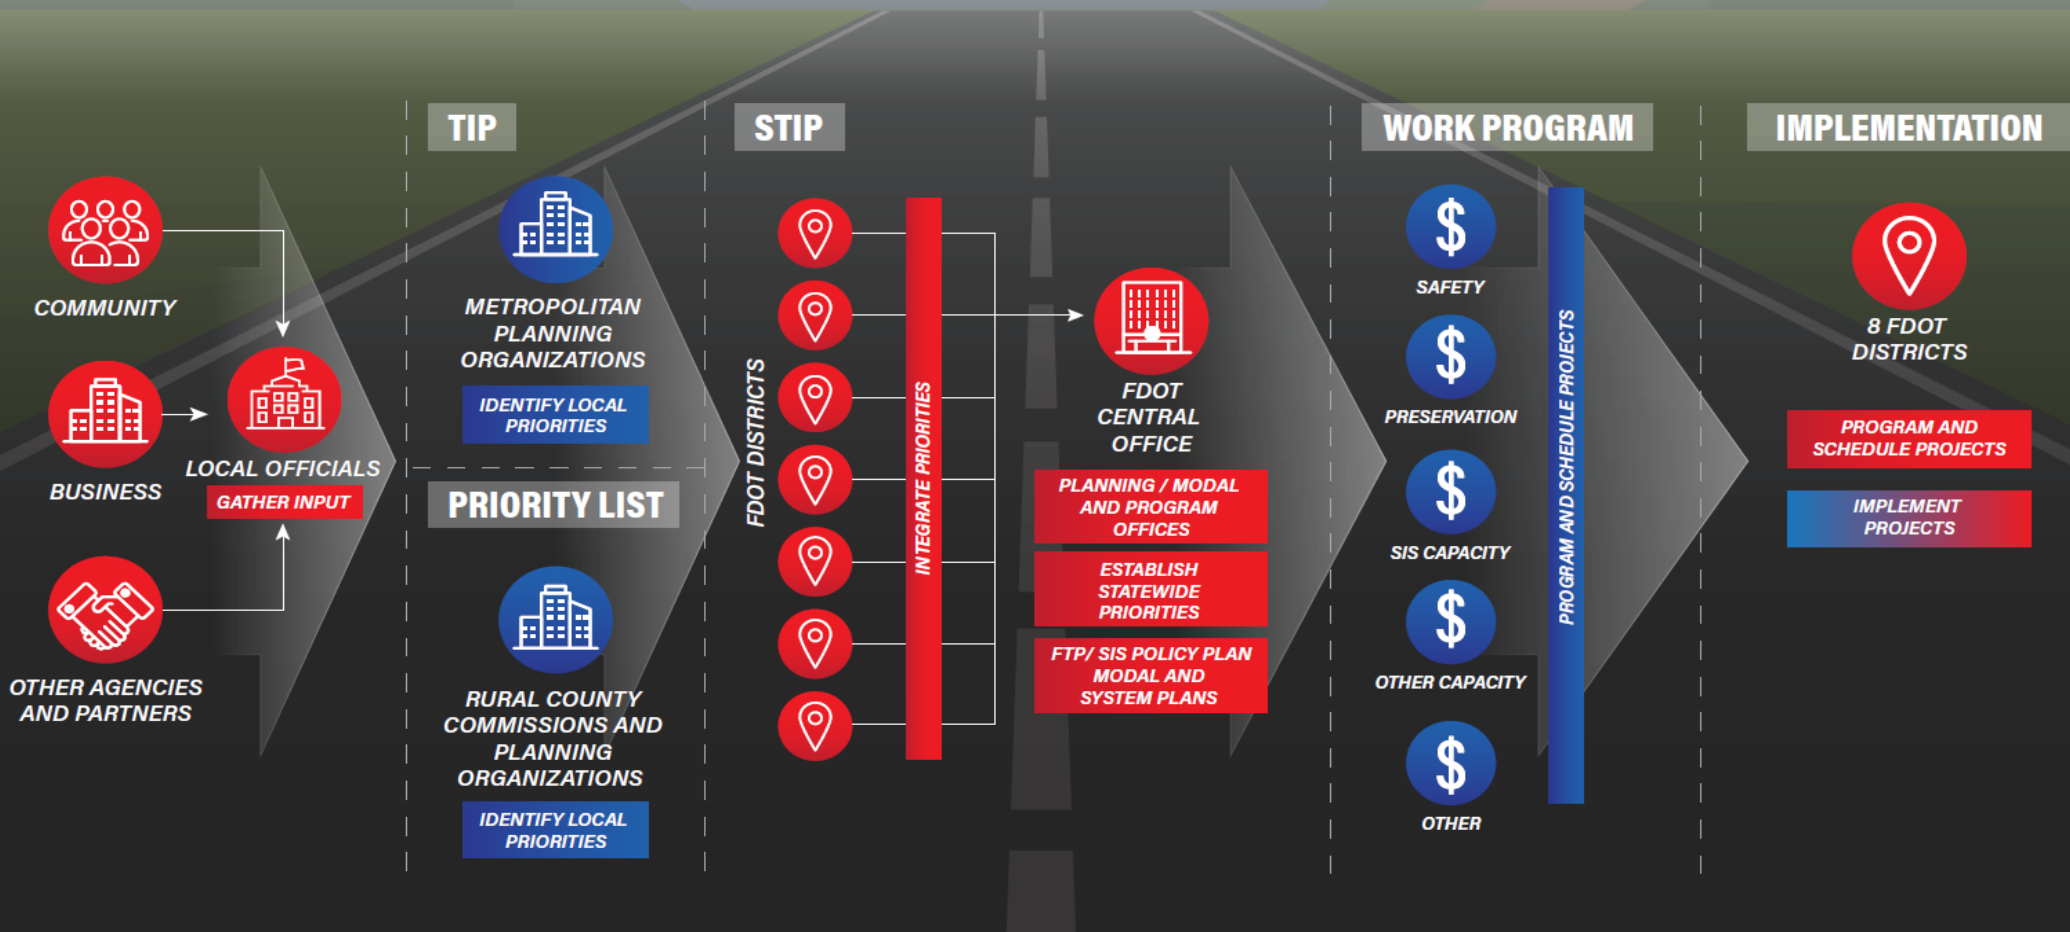 COMMUNITY
BUSINESS
OTHER AGENCIES
AND PARTNERS
LOCAL OFFICIALS
GATHER INPUT
TIP
METROPOLITAN
PLANNING
ORGANIZATIONS
IDENTIFY LOCAL
PRIORITIES
PRIORITY LIST
RURAL COUNTY
COMMISSIONS AND
PLANNING
ORGANIZATIONS
IDENTIFY LOCAL
PRIORITIES
STIP
FDOT DISTRICTS
INTEGRATE PRIORITIES
FDOT
CENTRAL
OFFICE
PLANNING / MODAL
AND PROGRAM
OFFICES
ESTABLISH
STATEWIDE
PRIORITIES
FTP/ SIS POLICY PLAN
MODAL AND
SYSTEM PLANS
WORK PROGRAM
$
SAFETY
$
PRESERVATION
$
SIS CAPACITY
$
OTHER CAPACITY
$
OTHER
PROGRAM AND SCHEDULE PROJECTS
IMPLEMENTATION
8 FDOT
DISTRICTS
PROGRAM AND
SCHEDULE PROJECTS
IMPLEMENT
PROJECTS